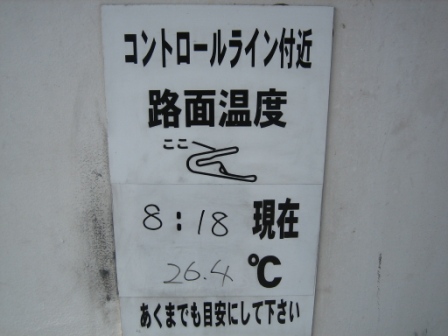 コントロールライン付近
路面温度
ここ
8:18 現在
26.4 ℃
あくまでも目安にして下さい